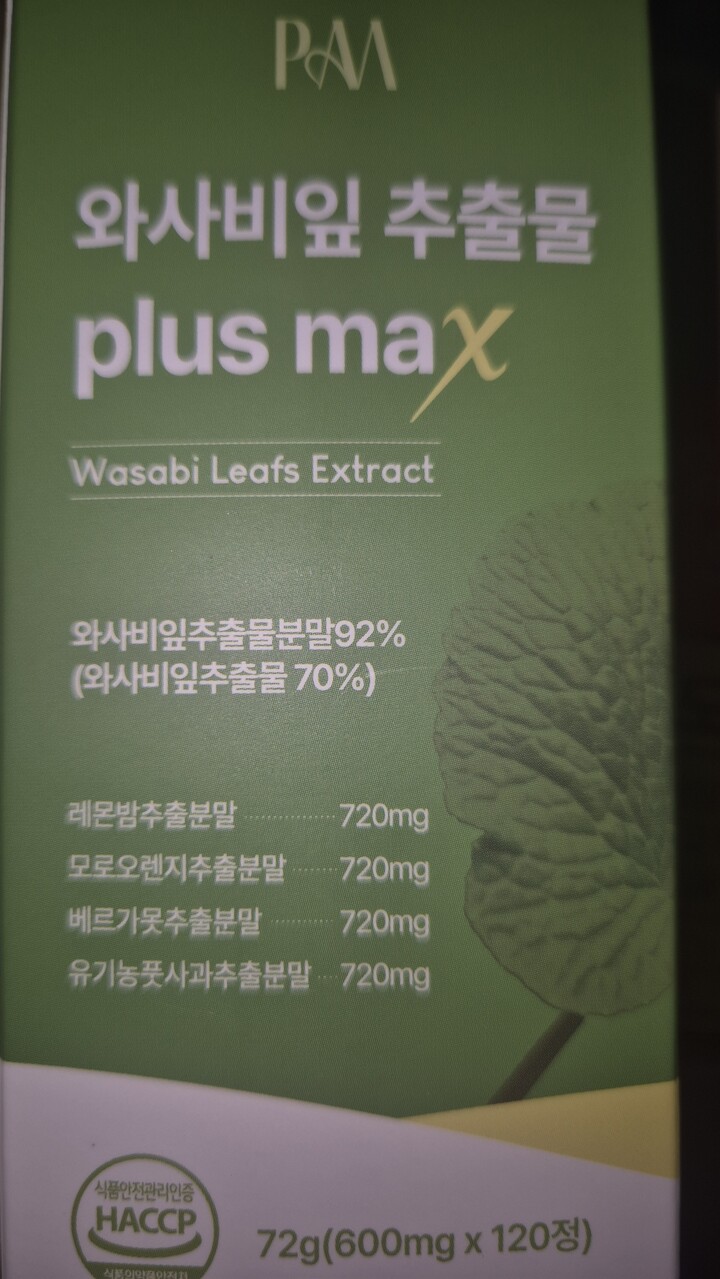 PAM
와사비잎 추출물
plus max
Wasabi Leafs Extract
와사비잎추출물분말92%
(와사비잎추출물 70%)
레몬밤추출분말 ············ 720mg
모로오렌지추출분말 ······ 720mg
베르가못추출분말 ········· 720mg
유기농풋사과추출분말 ··· 720mg
식품안전관리인증
HACCP
72g(600mg x 120정)